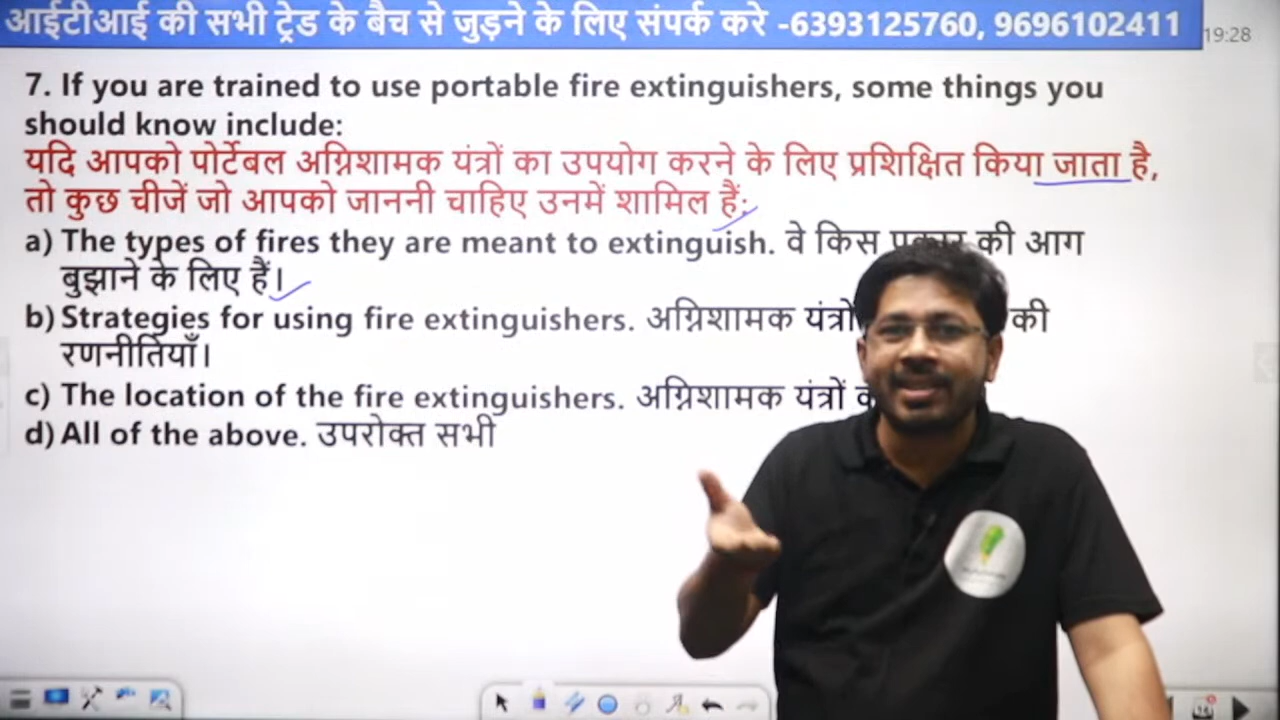 आईटीआई की सभी ट्रेड के बैच से जुड़ने के लिए संपर्क करे -6393125760, 9696102411
19:28
7. If you are trained to use portable fire extinguishers, some things you
should know include:
यदि आपको पोर्टेबल अग्निशामक यंत्रों का उपयोग करने के लिए प्रशिक्षित किया जाता है,
तो कुछ चीजें जो आपको जाननी चाहिए उनमें शामिल हैं:
a) The types of fires they are meant to extinguish. वे किस प्रकार की आग
बुझाने के लिए हैं।
b) Strategies for using fire extinguishers. अग्निशामक यंत्रों की
रणनीतियाँ।
c) The location of the fire extinguishers. अग्निशामक यंत्रों
d) All of the above. उपरोक्त सभी